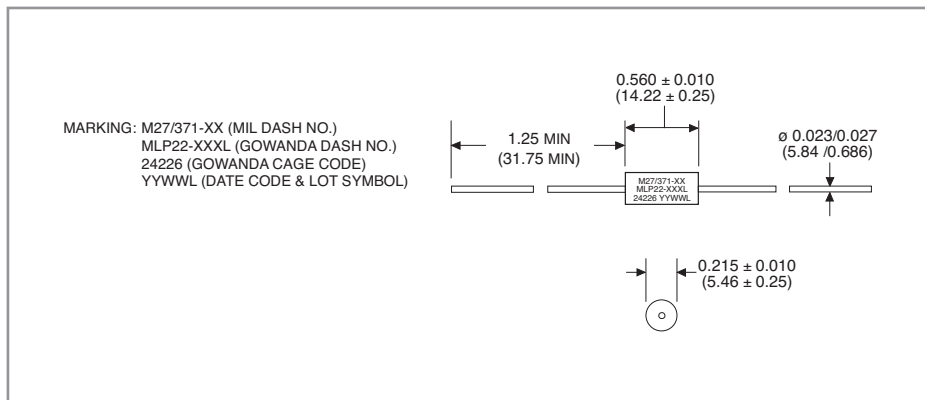 0.560 ± 0.010
(14.22 ± 0.25)
MARKING: M27/371-XX (MIL DASH NO.)
MLP22-XXXL (GOWANDA DASH NO.)
24226 (GOWANDA CAGE CODE)
YYWWL (DATE CODE & LOT SYMBOL)
1.25 MIN
(31.75 MIN)
ø 0.023/0.027
(5.84 /0.686)
M27/371-XX
MLP22-XXXL
24226 YYWWL
0.215 ± 0.010
(5.46 ± 0.25)